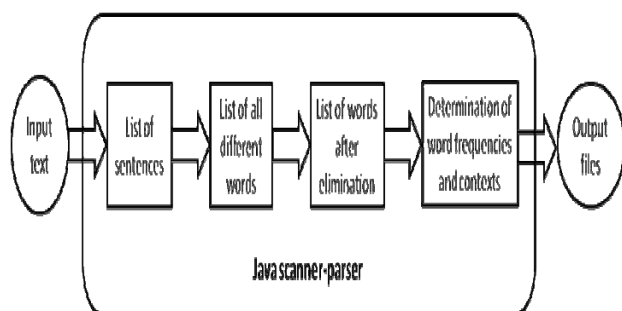 Input
text
List of
sentences
List of all
different
words
List of words
after
elimination
Determination of
word frequencies
and contexts
Output
files
Java scanner-parser